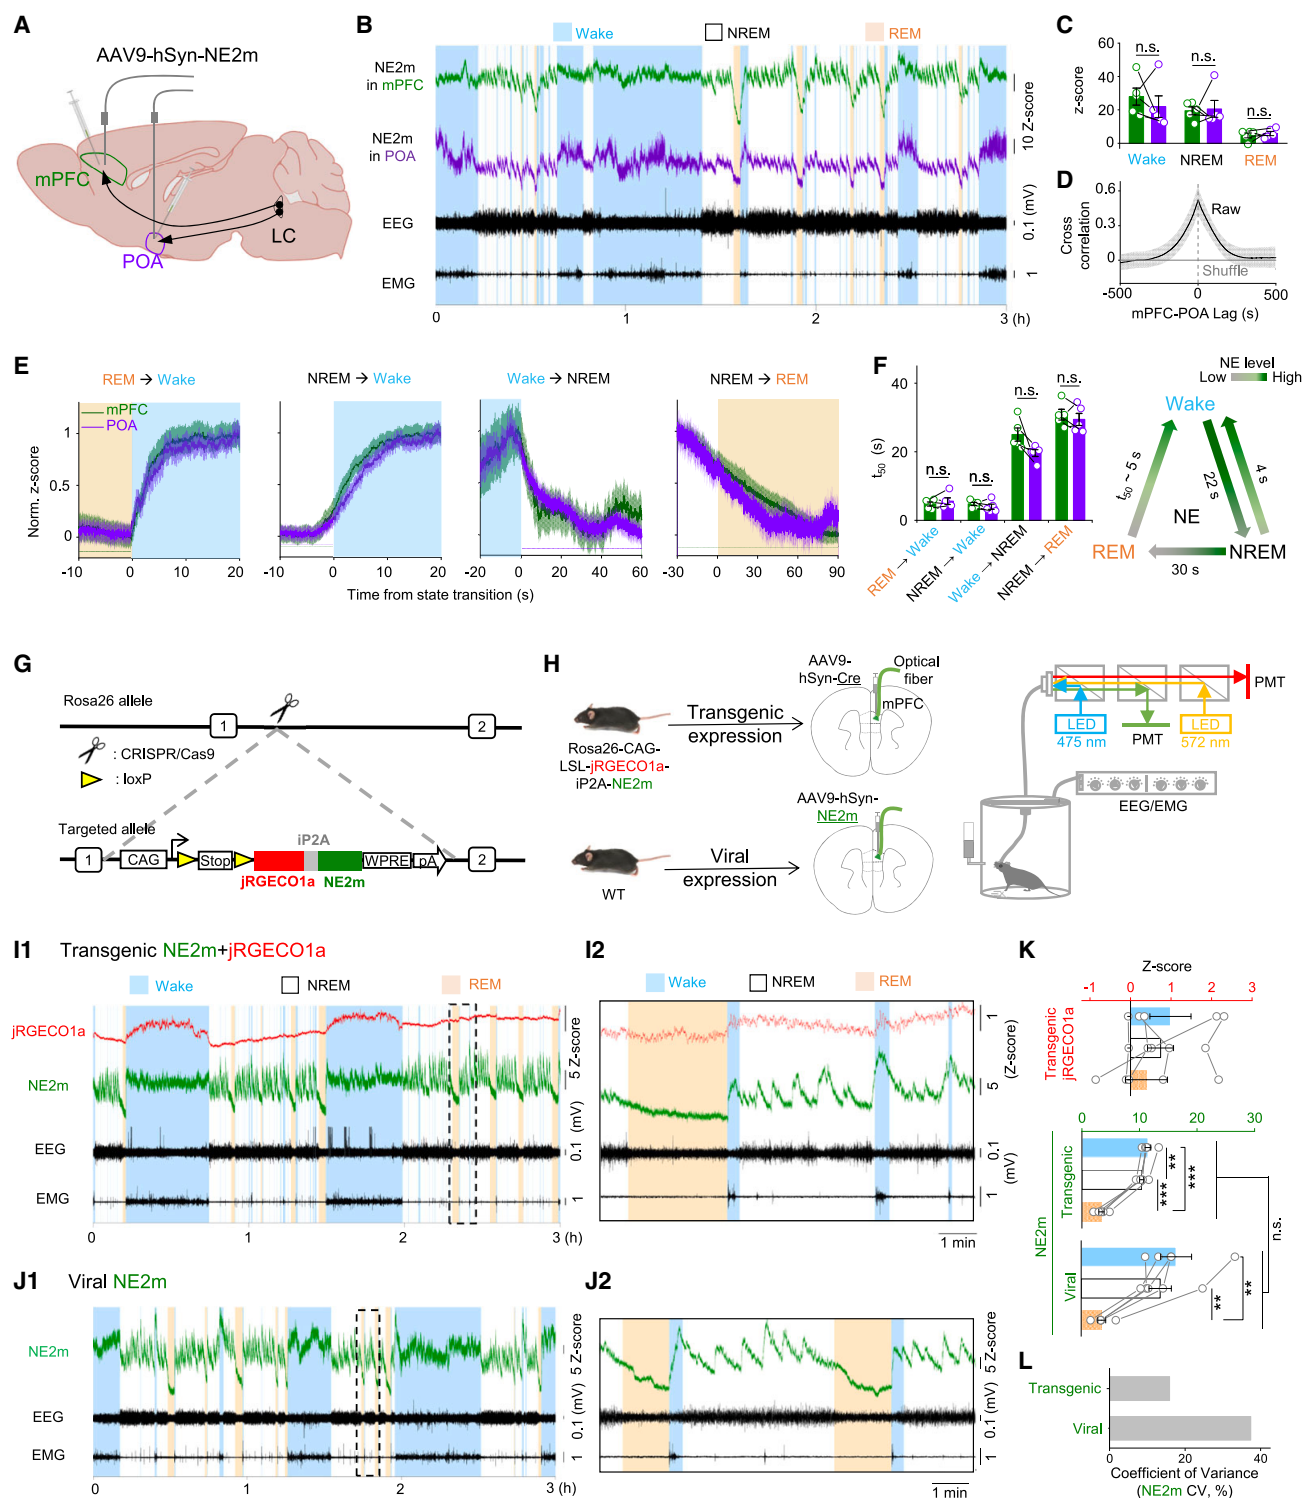 A
AAV9-hSyn-NE2m
mPFC
POA
LC
B
Wake
NREM
REM
NE2m
in mPFC
NE2m
in POA
EEG
EMG
10 Z-score
0.1 (mV)
1
0
1
2
3 (h)
C
z-score
60
40
20
0
n.s.
n.s.
n.s.
Wake
NREM
REM
D
Cross
correlation
0.6
0.3
0
Raw
Shuffle
-500
0
500
mPFC-POA Lag (s)
E
REM → Wake
NREM → Wake
Wake → NREM
NREM → REM
mPFC
POA
Norm. z-score
1
0.5
0
-10
0
10
20
-10
0
10
20
0
20
40
60
-30
0
30
60
90
Time from state transition (s)
F
t50 (s)
40
20
0
n.s.
n.s.
n.s.
n.s.
REM → Wake
NREM → Wake
Wake → NREM
NREM → REM
NE level
Low
High
Wake
t50 ~ 5 s
22 s
4 s
NE
REM
NREM
30 s
G
Rosa26 allele
1
2
: CRISPR/Cas9
: loxP
Targeted allele
iP2A
1
CAG
Stop
WPRE
pA
2
jRGECO1a
NE2m
H
AAV9-
hSyn-Cre
Optical
fiber
mPFC
Transgenic
expression
Rosa26-CAG-
LSL-jRGECO1a-
iP2A-NE2m
AAV9-hSyn-
NE2m
Viral
expression
WT
PMT
LED
475 nm
PMT
LED
572 nm
EEG/EMG
I1
Transgenic NE2m+jRGECO1a
Wake
NREM
REM
jRGECO1a
NE2m
EEG
EMG
5 Z-score
0.1 (mV)
1
0
1
2
3 (h)
I2
Wake
NREM
REM
1
5
(Z-score)
0.1
(mV)
1
1 min
J1
Viral NE2m
NE2m
EEG
EMG
5 Z-score
0.1 (mV)
1
0
1
2
3 (h)
J2
5 Z-score
0.1 (mV)
1
1 min
K
Z-score
-1
0
1
2
3
Transgenic
jRGECO1a
0
10
20
30
NE2m
Transgenic
Viral
**
***
***
**
**
n.s.
L
Transgenic
Viral
0
20
40
Coefficient of Variance
(NE2m CV, %)